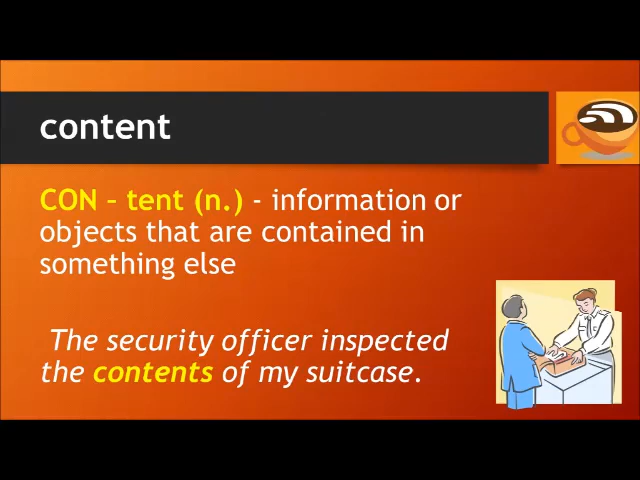 content
CON – tent (n.) - information or
objects that are contained in
something else
The security officer inspected
the contents of my suitcase.